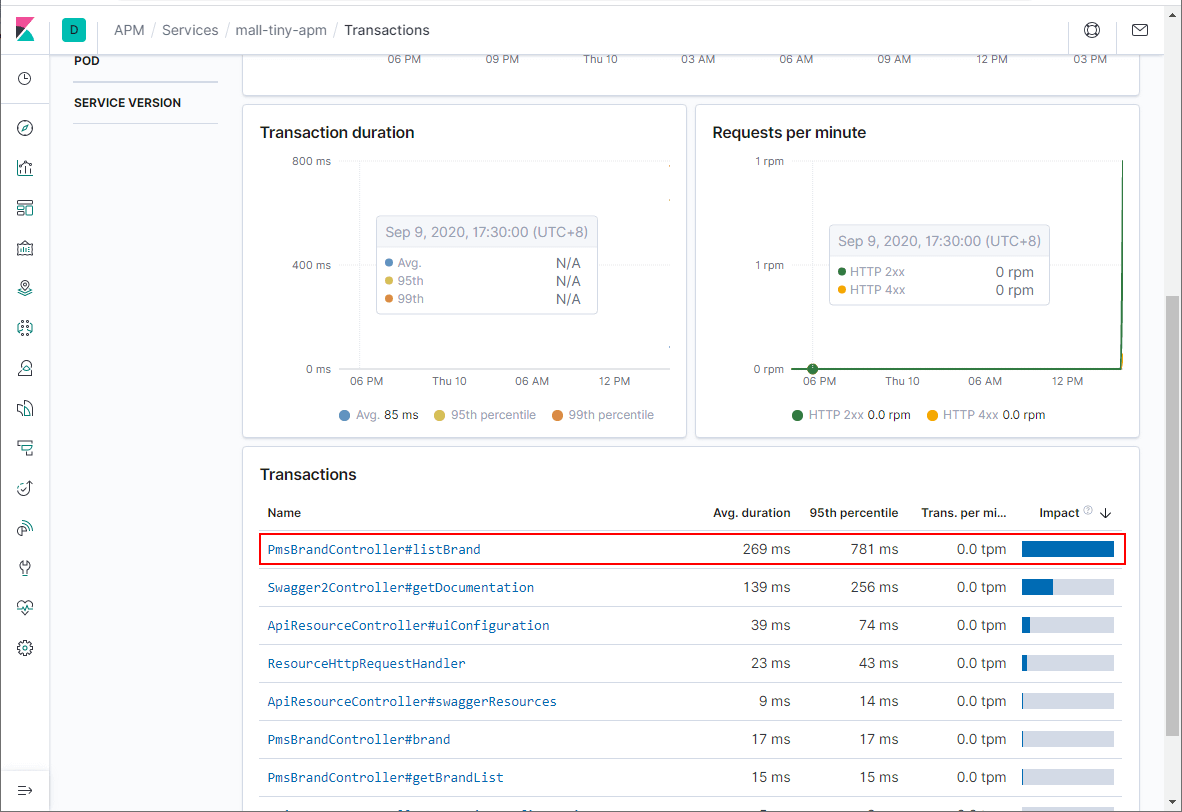 D
APM / Services / mall-tiny-apm / Transactions
POD
SERVICE VERSION
06 PM 09 PM Thu 10 03 AM 06 AM 09 AM 12 PM 03 PM
Transaction duration
800 ms
400 ms
0 ms
Sep 9, 2020, 17:30:00 (UTC+8)
Avg. N/A
95th N/A
99th N/A
06 PM Thu 10 06 AM 12 PM
Avg. 85 ms 95th percentile 99th percentile
Requests per minute
1 rpm
1 rpm
0 rpm
Sep 9, 2020, 17:30:00 (UTC+8)
HTTP 2xx 0 rpm
HTTP 4xx 0 rpm
06 PM Thu 10 06 AM 12 PM
HTTP 2xx 0.0 rpm HTTP 4xx 0.0 rpm
Transactions
Name Avg. duration 95th percentile Trans. per mi... Impact
PmsBrandController#listBrand 269 ms 781 ms 0.0 tpm
Swagger2Controller#getDocumentation 139 ms 256 ms 0.0 tpm
ApiResourceController#uiConfiguration 39 ms 74 ms 0.0 tpm
ResourceHttpRequestHandler 23 ms 43 ms 0.0 tpm
ApiResourceController#swaggerResources 9 ms 14 ms 0.0 tpm
PmsBrandController#brand 17 ms 17 ms 0.0 tpm
PmsBrandController#getBrandList 15 ms 15 ms 0.0 tpm